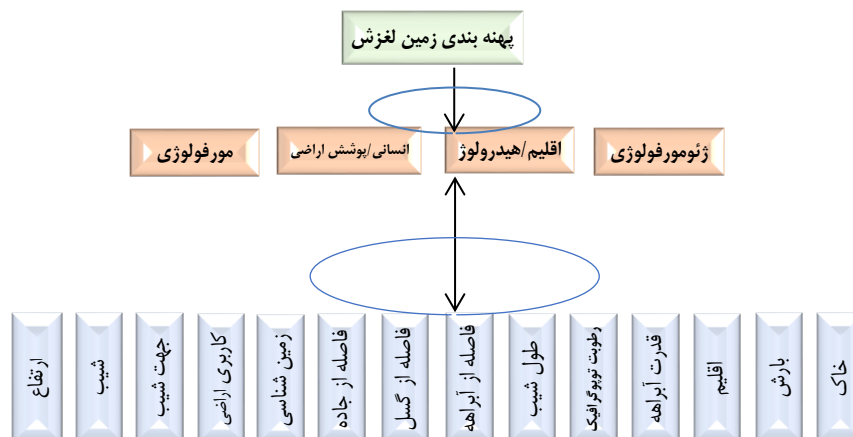 پهنه بندی زمین لغزش
ژئومورفولوژی
اقلیم/هیدرولوژ
انسانی/پوشش اراضی
مورفولوژی
خاک
بارش
اقلیم
قدرت آبراهه
رطوبت توپوگرافیک
طول شیب
فاصله از آبراهه
فاصله از گسل
فاصله از جاده
زمین شناسی
کاربری اراضی
جهت شیب
شیب
ارتفاع